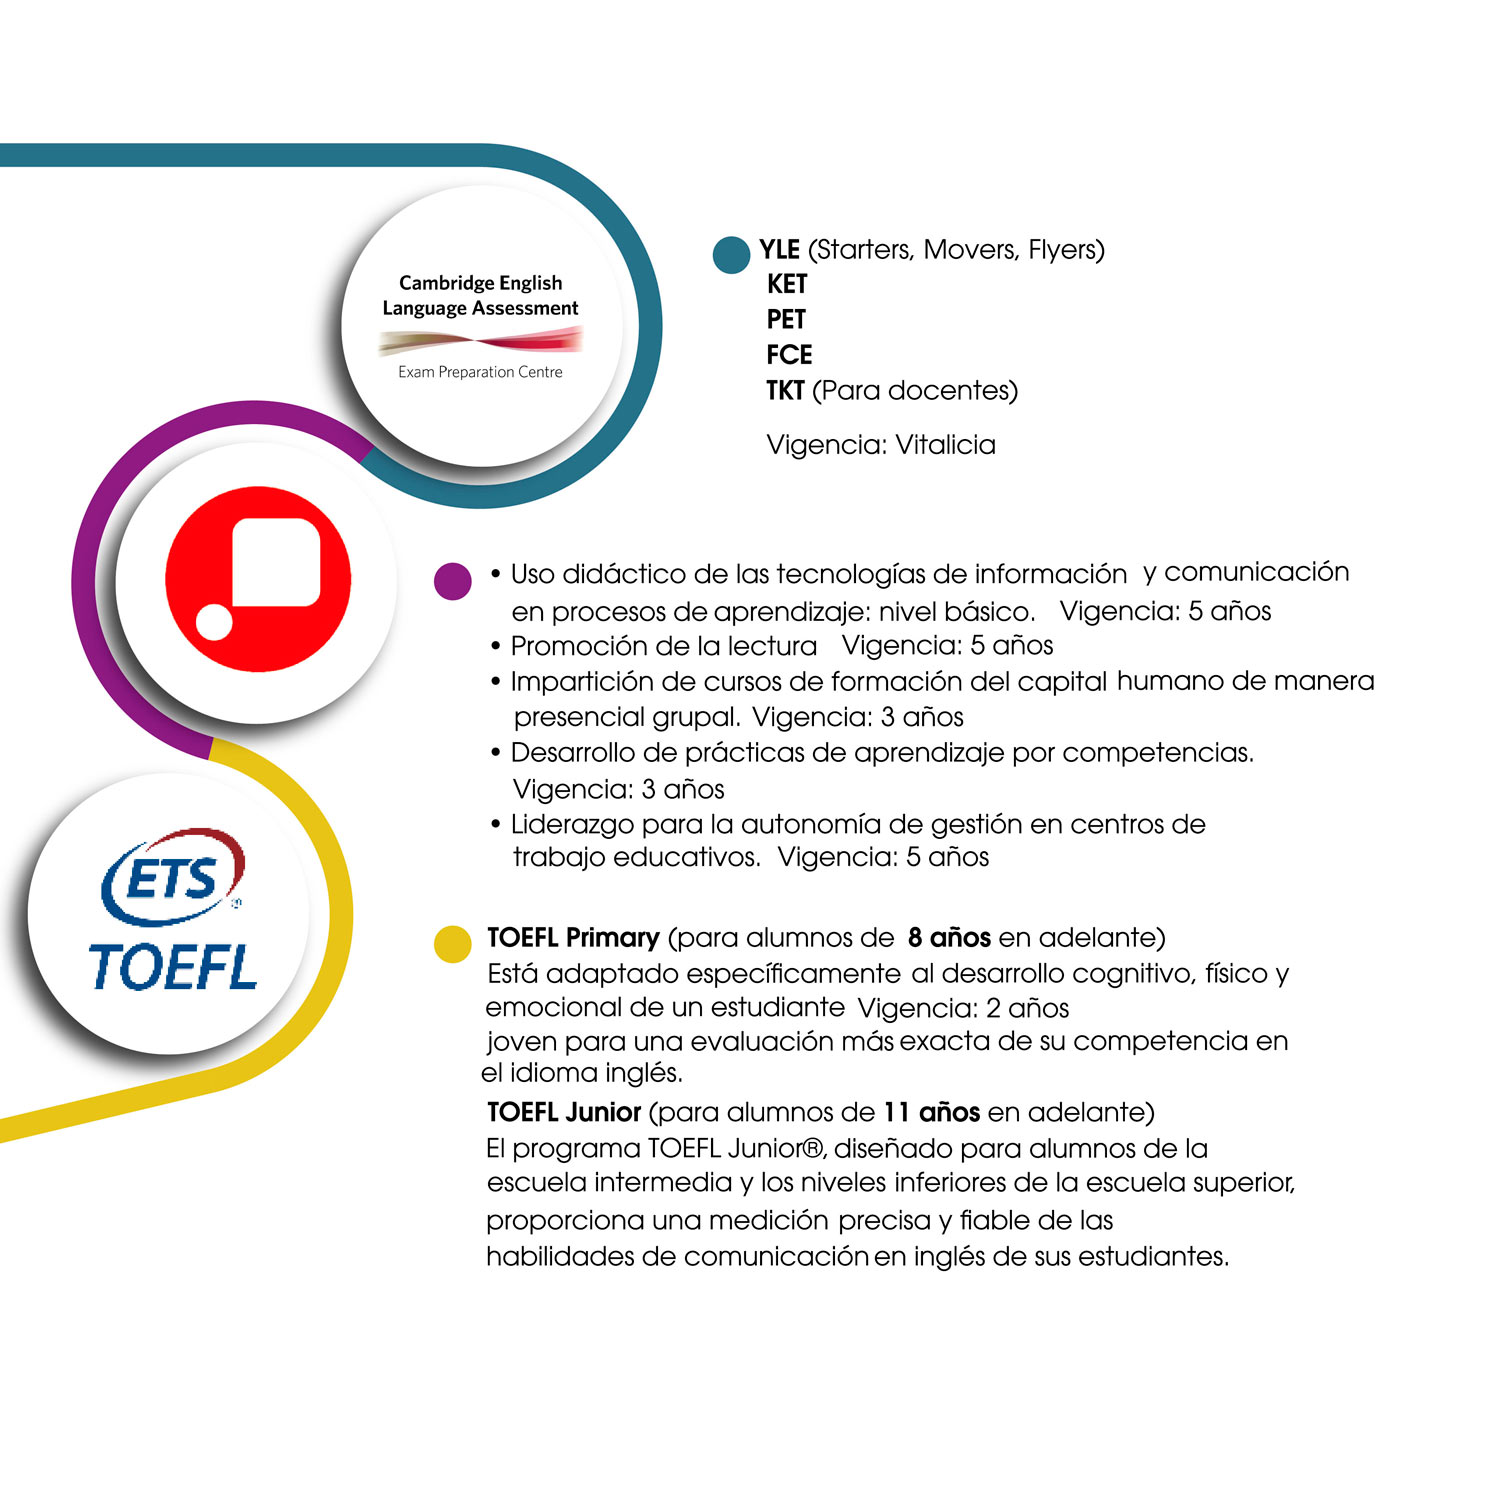 Cambridge English
Language Assessment
Exam Preparation Centre
YLE (Starters, Movers, Flyers)
KET
PET
FCE
TKT (Para docentes)
Vigencia: Vitalicia
• Uso didáctico de las tecnologías de información y comunicación
en procesos de aprendizaje: nivel básico. Vigencia: 5 años
• Promoción de la lectura Vigencia: 5 años
• Impartición de cursos de formación del capital humano de manera
presencial grupal. Vigencia: 3 años
• Desarrollo de prácticas de aprendizaje por competencias.
Vigencia: 3 años
• Liderazgo para la autonomía de gestión en centros de
trabajo educativos. Vigencia: 5 años
ETS®
TOEFL
TOEFL Primary (para alumnos de 8 años en adelante)
Está adaptado específicamente al desarrollo cognitivo, físico y
emocional de un estudiante Vigencia: 2 años
joven para una evaluación más exacta de su competencia en
el idioma inglés.
TOEFL Junior (para alumnos de 11 años en adelante)
El programa TOEFL Junior®, diseñado para alumnos de la
escuela intermedia y los niveles inferiores de la escuela superior,
proporciona una medición precisa y fiable de las
habilidades de comunicación en inglés de sus estudiantes.